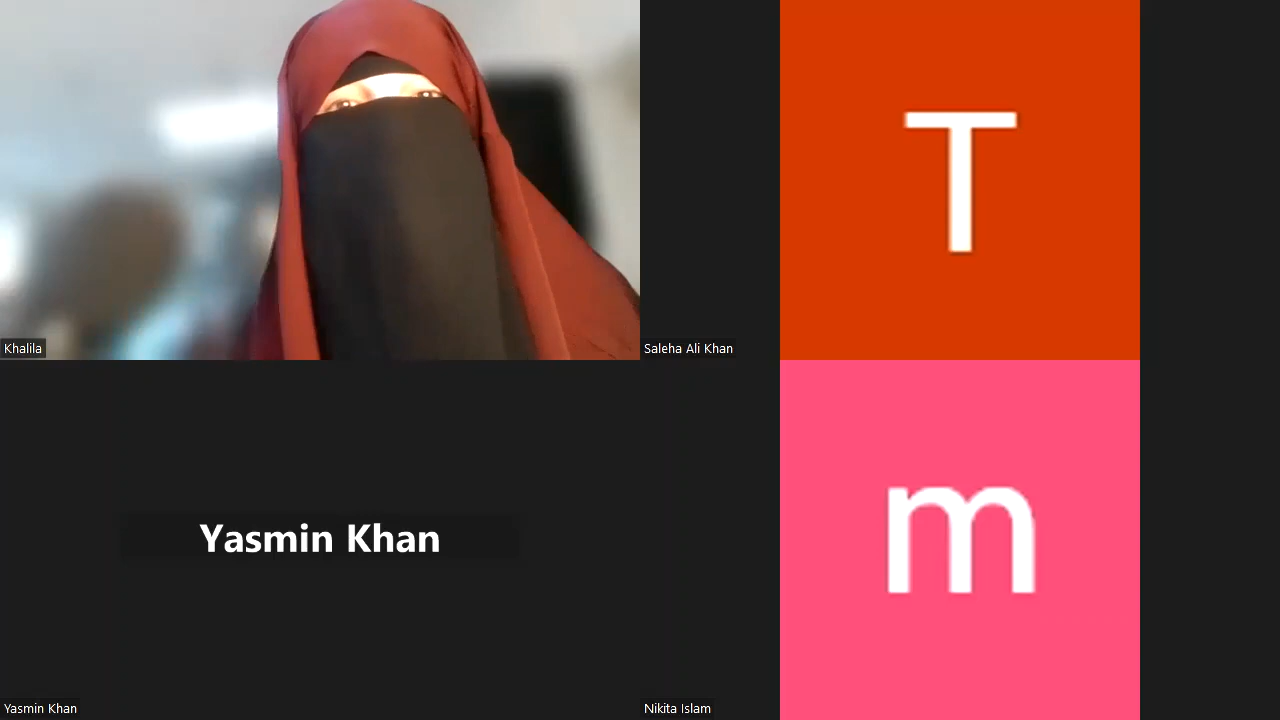 T
Khalila
Saleha Ali Khan
Yasmin Khan
m
Yasmin Khan
Nikita Islam